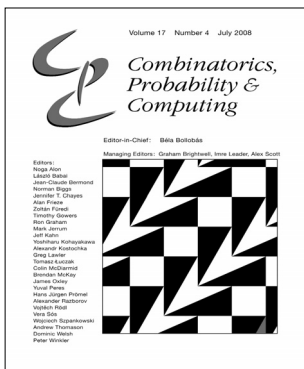 Volume 17 Number 4 July 2008
Combinatorics,
Probability &
Computing
Editor-in-Chief: Béla Bollobás
Managing Editors: Graham Brightwell, Imre Leader, Alex Scott
Editors:
Noga Alon
László Babai
Jean-Claude Bermond
Norman Biggs
Jennifer T. Chayes
Alan Frieze
Zoltán Füredi
Timothy Gowers
Ron Graham
Mark Jerrum
Jeff Kahn
Yoshiharu Kohayakawa
Alexandr Kostochka
Greg Lawler
Tomasz Łuczak
Colin McDiarmid
Brendan McKay
James Oxley
Yuval Peres
Hans Jürgen Prömel
Alexander Razborov
Vojtěch Rödl
Vera Sós
Wojciech Szpankowski
Andrew Thomason
Dominic Welsh
Peter Winkler